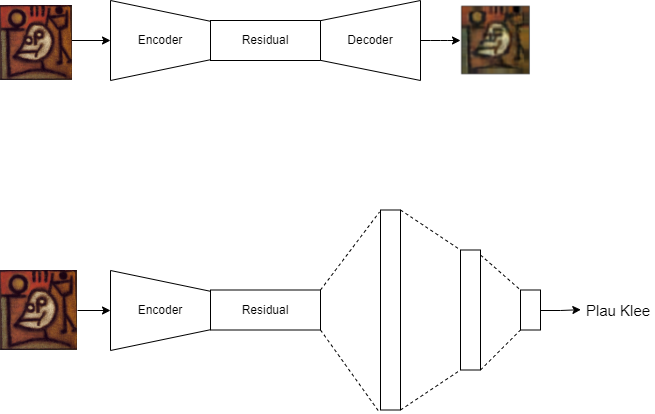 Encoder Residual Decoder
Encoder Residual Plau Klee